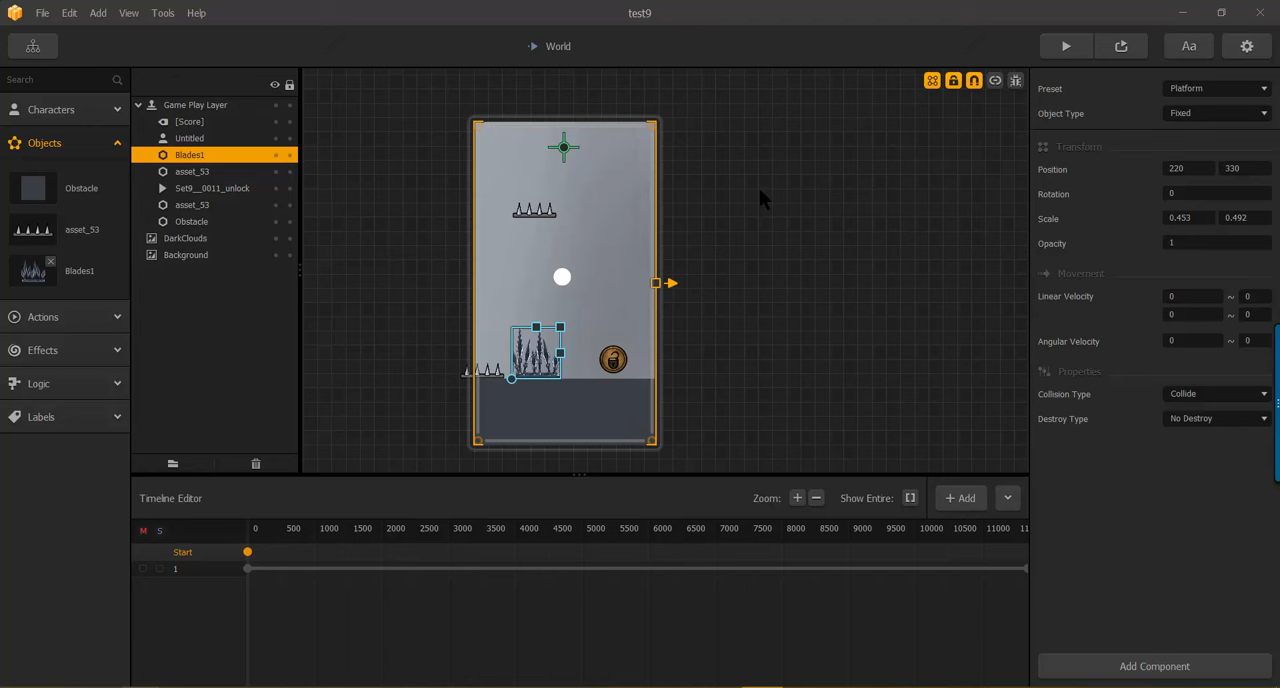 File Edit View Add Tools Help
test9
World
Aa
Search
Characters
Objects
Obstacle
asset_53
Blades1
Actions
Effects
Logic
Labels
Game Play Layer
[Score]
Untitled
Blades1
asset_53
Set9__0011_unlock
asset_53
Obstacle
DarkClouds
Background
Preset Platform
Object Type Fixed
Transform
Position 220 330
Rotation 0
Scale 0.453 0.492
Opacity 1
Movement
Linear Velocity 0 ~ 0
0 ~ 0
Angular Velocity 0 ~ 0
Properties
Collision Type Collide
Destroy Type No Destroy
Add Component
Timeline Editor Zoom: + − Show Entire: [] + Add
M S 0 500 1000 1500 2000 2500 3000 3500 4000 4500 5000 5500 6000 6500 7000 7500 8000 8500 9000 9500 10000 10500 11000 11
Start
1